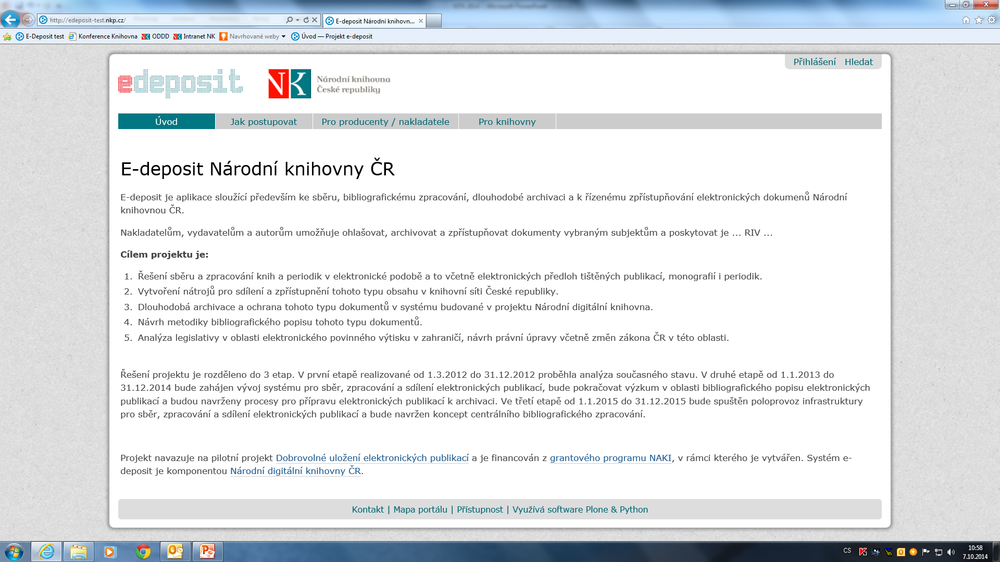 http://edeposit-test.nkp.cz/
E-deposit Národní knihovn...
E-Deposit test
Konference Knihovna
ODDD
Intranet NK
Navrhované weby
Úvod — Projekt e-deposit
Přihlášení Hledat
edeposit
NK Národní knihovna
České republiky
Úvod
Jak postupovat
Pro producenty / nakladatele
Pro knihovny
E-deposit Národní knihovny ČR
E-deposit je aplikace sloužící především ke sběru, bibliografickému zpracování, dlouhodobé archivaci a k řízenému zpřístupňování elektronických dokumenů Národní
knihovnou ČR.
Nakladatelům, vydavatelům a autorům umožňuje ohlašovat, archivovat a zpřístupňovat dokumenty vybraným subjektům a poskytovat je ... RIV ...
Cílem projektu je:
1. Řešení sběru a zpracování knih a periodik v elektronické podobě a to včetně elektronických předloh tištěných publikací, monografií i periodik.
2. Vytvoření nátrojů pro sdílení a zpřístupnění tohoto typu obsahu v knihovní síti České republiky.
3. Dlouhodobá archivace a ochrana tohoto typu dokumentů v systému budované v projektu Národní digitální knihovna.
4. Návrh metodiky bibliografického popisu tohoto typu dokumentů.
5. Analýza legislativy v oblasti elektronického povinného výtisku v zahraničí, návrh právní úpravy včetně změn zákona ČR v této oblasti.
Řešení projektu je rozděleno do 3 etap. V první etapě realizované od 1.3.2012 do 31.12.2012 proběhla analýza současného stavu. V druhé etapě od 1.1.2013 do
31.12.2014 bude zahájen vývoj systému pro sběr, zpracování a sdílení elektronických publikací, bude pokračovat výzkum v oblasti bibliografického popisu elektronických
publikací a budou navrženy procesy pro přípravu elektronických publikací k archivaci. Ve třetí etapě od 1.1.2015 do 31.12.2015 bude spuštěn poloprovoz infrastruktury
pro sběr, zpracování a sdílení elektronických publikací a bude navržen koncept centrálního bibliografického zpracování.
Projekt navazuje na pilotní projekt Dobrovolné uložení elektronických publikací a je financován z grantového programu NAKI, v rámci kterého je vytvářen. Systém e-
deposit je komponentou Národní digitální knihovny ČR.
Kontakt | Mapa portálu | Přístupnost | Využívá software Plone & Python
CS
10:58
7.10.2014